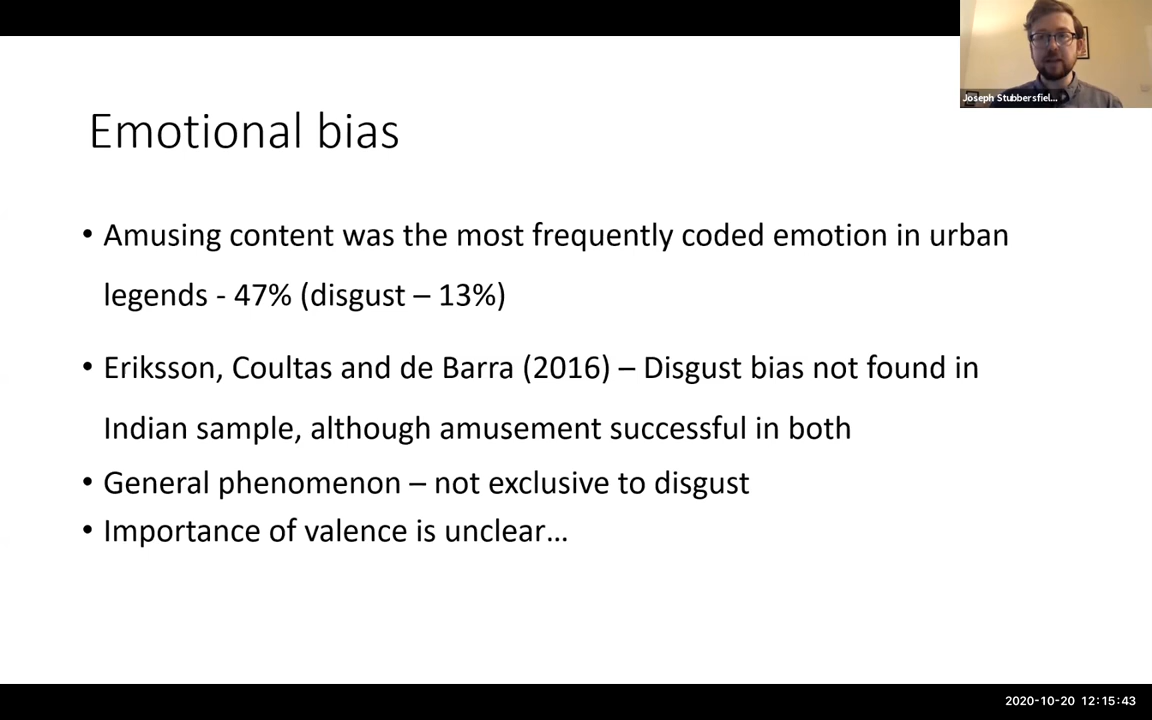 Joseph Stubbersfiel...
Emotional bias
• Amusing content was the most frequently coded emotion in urban
legends - 47% (disgust – 13%)
• Eriksson, Coultas and de Barra (2016) – Disgust bias not found in
Indian sample, although amusement successful in both
• General phenomenon – not exclusive to disgust
• Importance of valence is unclear...
2020-10-20 12:15:43